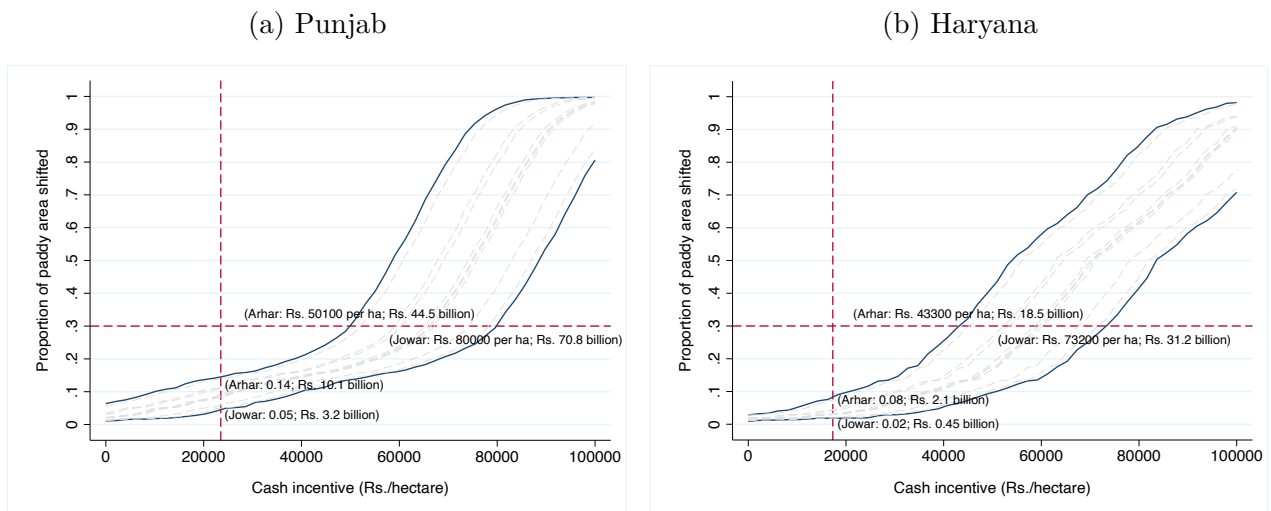 (a) Punjab
Proportion of paddy area shifted
1
.9
.8
.7
.6
.5
.4
.3
.2
.1
0
(Arhar: Rs. 50100 per ha; Rs. 44.5 billion)
(Jowar: Rs. 80000 per ha; Rs. 70.8 billion)
(Arhar: 0.14; Rs. 10.1 billion)
(Jowar: 0.05; Rs. 3.2 billion)
0 20000 40000 60000 80000 100000
Cash incentive (Rs./hectare)
(b) Haryana
Proportion of paddy area shifted
1
.9
.8
.7
.6
.5
.4
.3
.2
.1
0
(Arhar: Rs. 43300 per ha; Rs. 18.5 billion)
(Jowar: Rs. 73200 per ha; Rs. 31.2 billion)
(Arhar: 0.08; Rs. 2.1 billion)
(Jowar: 0.02; Rs. 0.45 billion)
0 20000 40000 60000 80000 100000
Cash incentive (Rs./hectare)